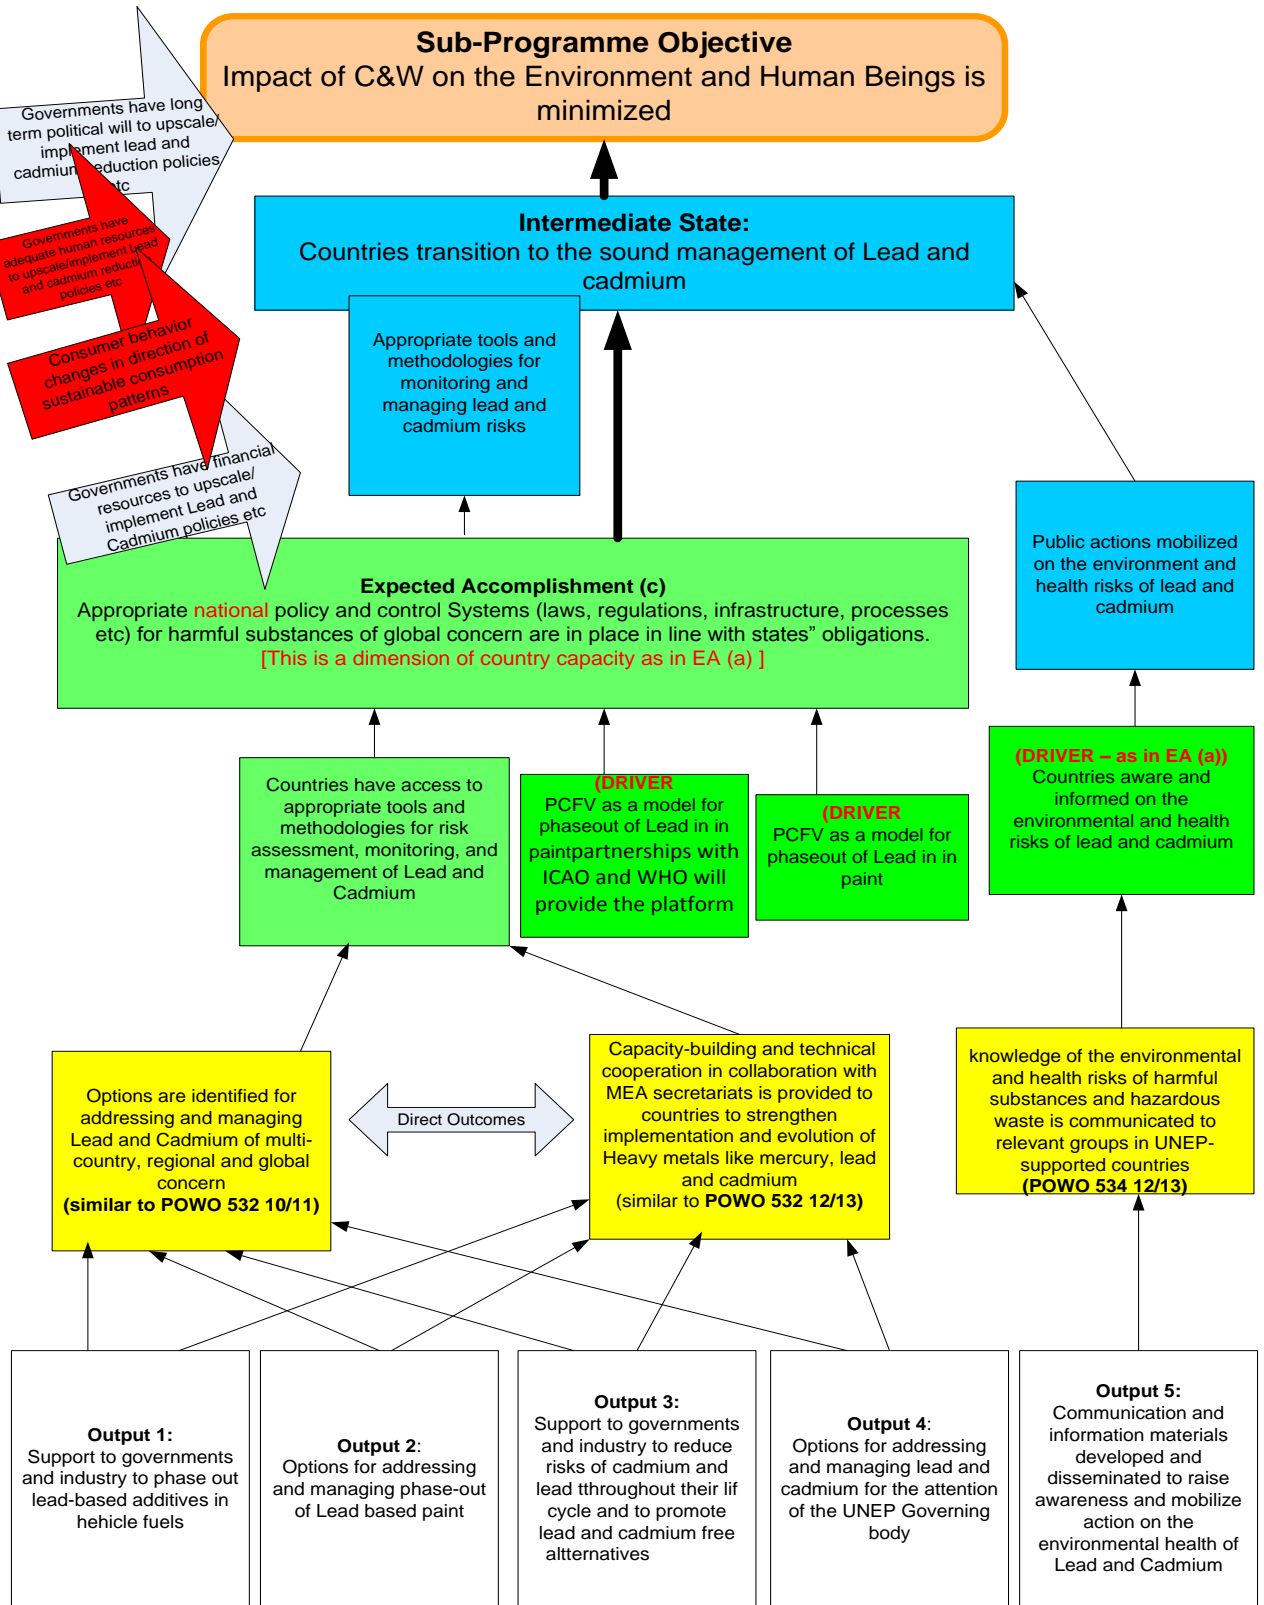 Sub-Programme Objective
Impact of C&W on the Environment and Human Beings is
minimized
Governments have long
term political will to upscale/
implement lead and
cadmium reduction policies
etc
Governments have
adequate human resources
to upscale/implement Lead
and cadmium reducti
policies etc
Consumer behavior
changes in direction of
sustainable consumption
patterns
Governments have financial
resources to upscale/
implement Lead and
Cadmium policies etc
Intermediate State:
Countries transition to the sound management of Lead and
cadmium
Appropriate tools and
methodologies for
monitoring and
managing lead and
cadmium risks
Public actions mobilized
on the environment and
health risks of lead and
cadmium
Expected Accomplishment (c)
Appropriate national policy and control Systems (laws, regulations, infrastructure, processes
etc) for harmful substances of global concern are in place in line with states” obligations.
[This is a dimension of country capacity as in EA (a) ]
Countries have access to
appropriate tools and
methodologies for risk
assessment, monitoring, and
management of Lead and
Cadmium
(DRIVER
PCFV as a model for
phaseout of Lead in in
paintpartnerships with
ICAO and WHO will
provide the platform
(DRIVER
PCFV as a model for
phaseout of Lead in in
paint
(DRIVER – as in EA (a))
Countries aware and
informed on the
environmental and health
risks of lead and cadmium
Options are identified for
addressing and managing
Lead and Cadmium of multi-
country, regional and global
concern
(similar to POWO 532 10/11)
Direct Outcomes
Capacity-building and technical
cooperation in collaboration with
MEA secretariats is provided to
countries to strengthen
implementation and evolution of
Heavy metals like mercury, lead
and cadmium
(similar to POWO 532 12/13)
knowledge of the environmental
and health risks of harmful
substances and hazardous
waste is communicated to
relevant groups in UNEP-
supported countries
(POWO 534 12/13)
Output 1:
Support to governments
and industry to phase out
lead-based additives in
hehicle fuels
Output 2:
Options for addressing
and managing phase-out
of Lead based paint
Output 3:
Support to governments
and industry to reduce
risks of cadmium and
lead tthroughout their lif
cycle and to promote
lead and cadmium free
altternatives
Output 4:
Options for addressing
and managing lead and
cadmium for the attention
of the UNEP Governing
body
Output 5:
Communication and
information materials
developed and
disseminated to raise
awareness and mobilize
action on the
environmental health of
Lead and Cadmium